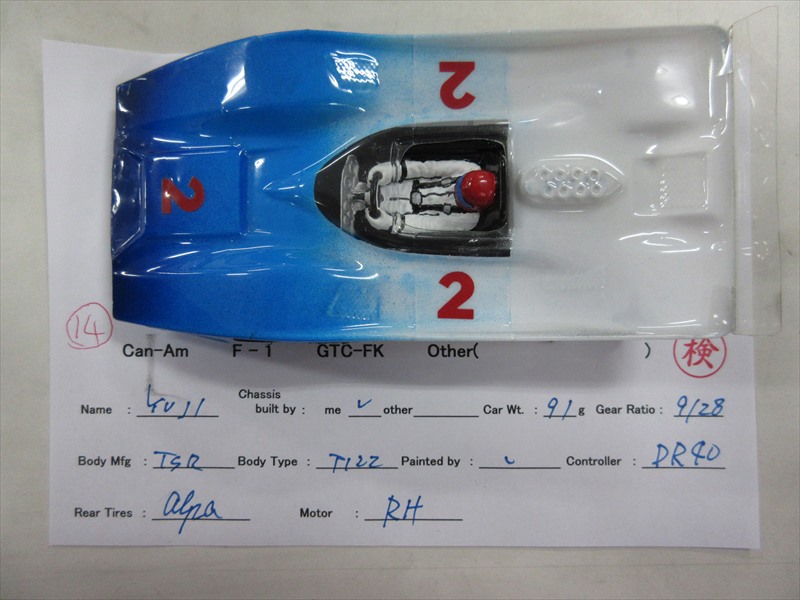 2
2
2
14
Can-Am F-1 GTC-FK Other( ) 検
Name : Yuji Chassis built by : me ✓ other Car Wt. : 91 g Gear Ratio : 9/28
Body Mfg : TSR Body Type : T122 Painted by : ✓ Controller : DR40
Rear Tires : alpa Motor : RH